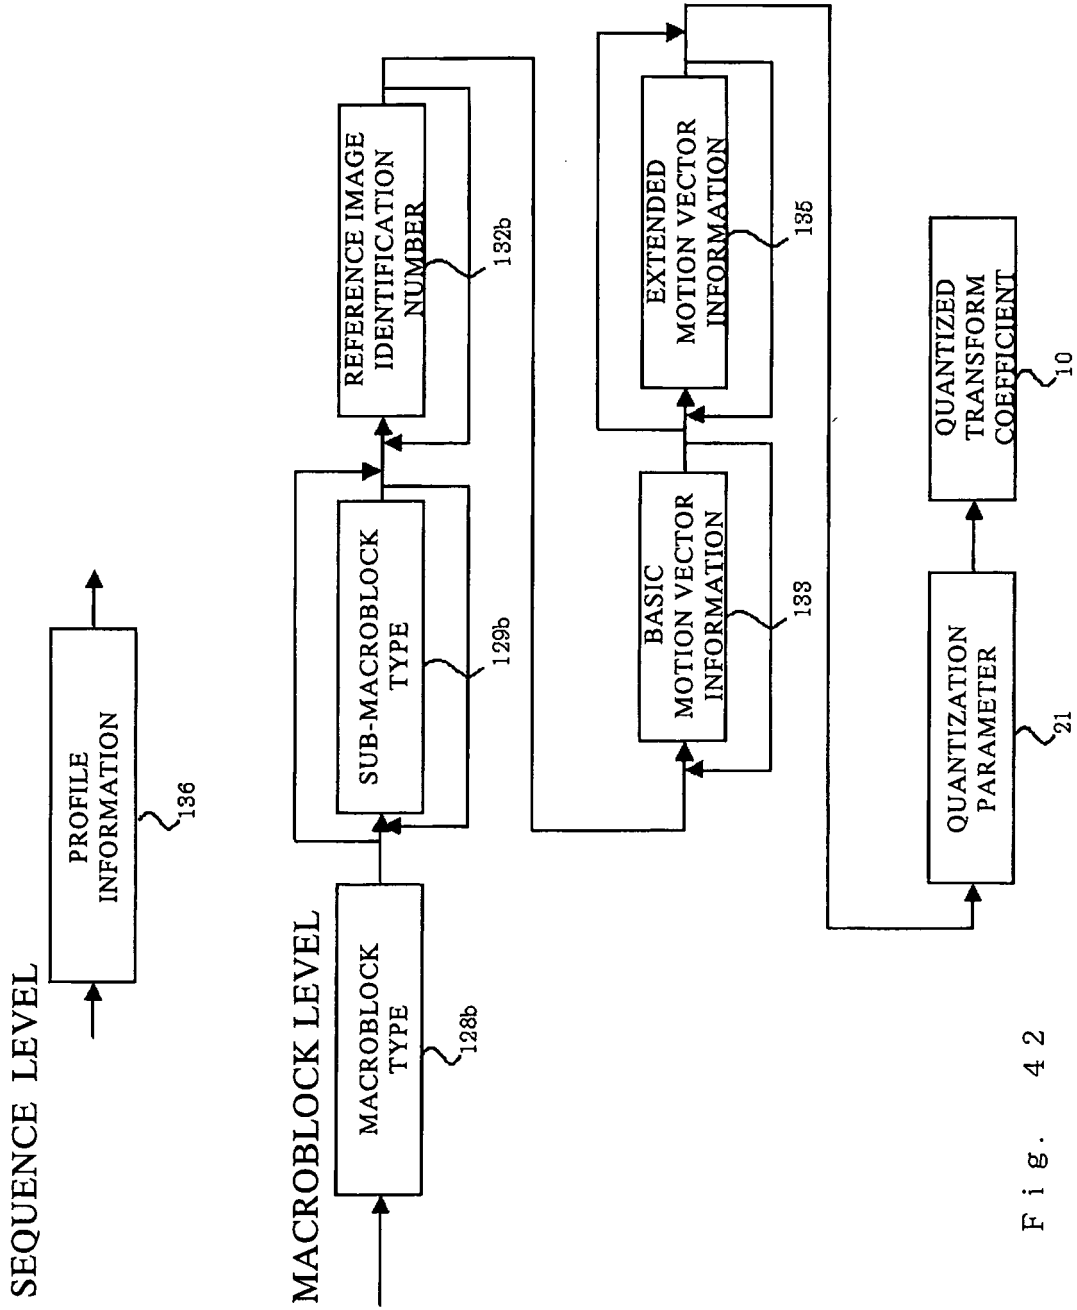 SEQUENCE LEVEL
PROFILE
INFORMATION
136
MACROBLOCK LEVEL
MACROBLOCK
TYPE
128b
SUB-MACROBLOCK
TYPE
129b
REFERENCE IMAGE
IDENTIFICATION
NUMBER
132b
BASIC
MOTION VECTOR
INFORMATION
133
EXTENDED
MOTION VECTOR
INFORMATION
135
QUANTIZATION
PARAMETER
21
QUANTIZED
TRANSFORM
COEFFICIENT
10
Fig. 42